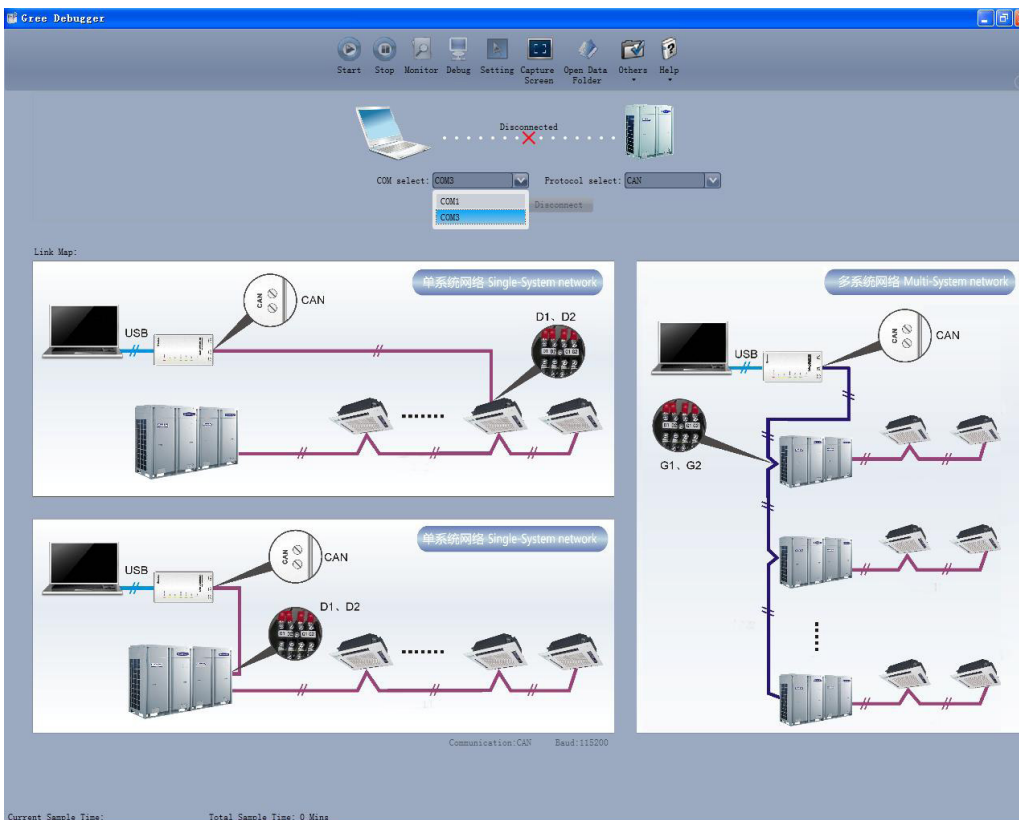 Gree Debugger
Start Stop Monitor Debug Setting Capture Screen Open Data Folder Others Help
Disconnected
COM select: COM3 Protocol select: CAN
COM1
COM3
Disconnect
Link Map:
单系统网络 Single-System network
CAN
CAN
USB
D1、D2
多系统网络 Multi-System network
CAN
CAN
USB
G1、G2
单系统网络 Single-System network
CAN
CAN
USB
D1、D2
Communication:CAN Baud:115200
Current Sample Time: Total Sample Time: 0 Mins